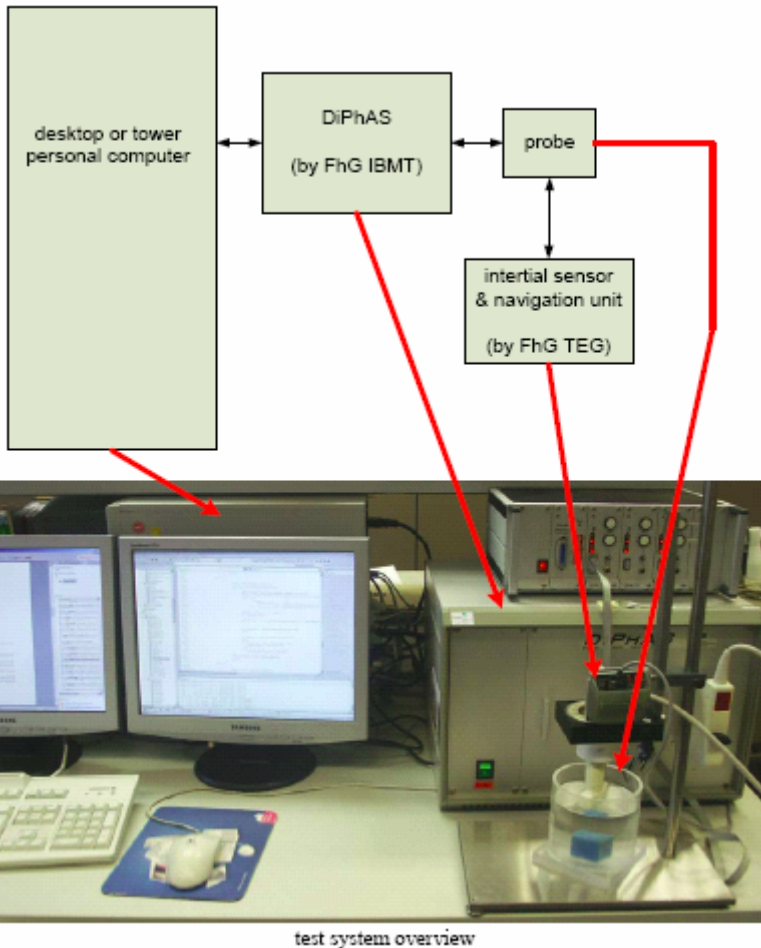 desktop or tower
personal computer
DiPhAS
(by FhG IBMT)
probe
intertial sensor
& navigation unit
(by FhG TEG)
DiPHAS
SAMSUNG
test system overview